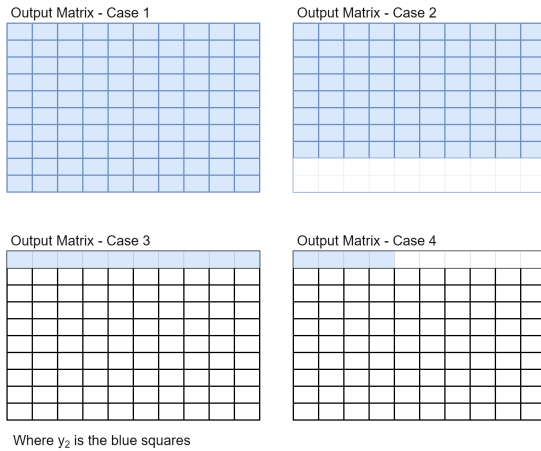 Output Matrix - Case 1
Output Matrix - Case 2
Output Matrix - Case 3
Output Matrix - Case 4
Where y₂ is the blue squares